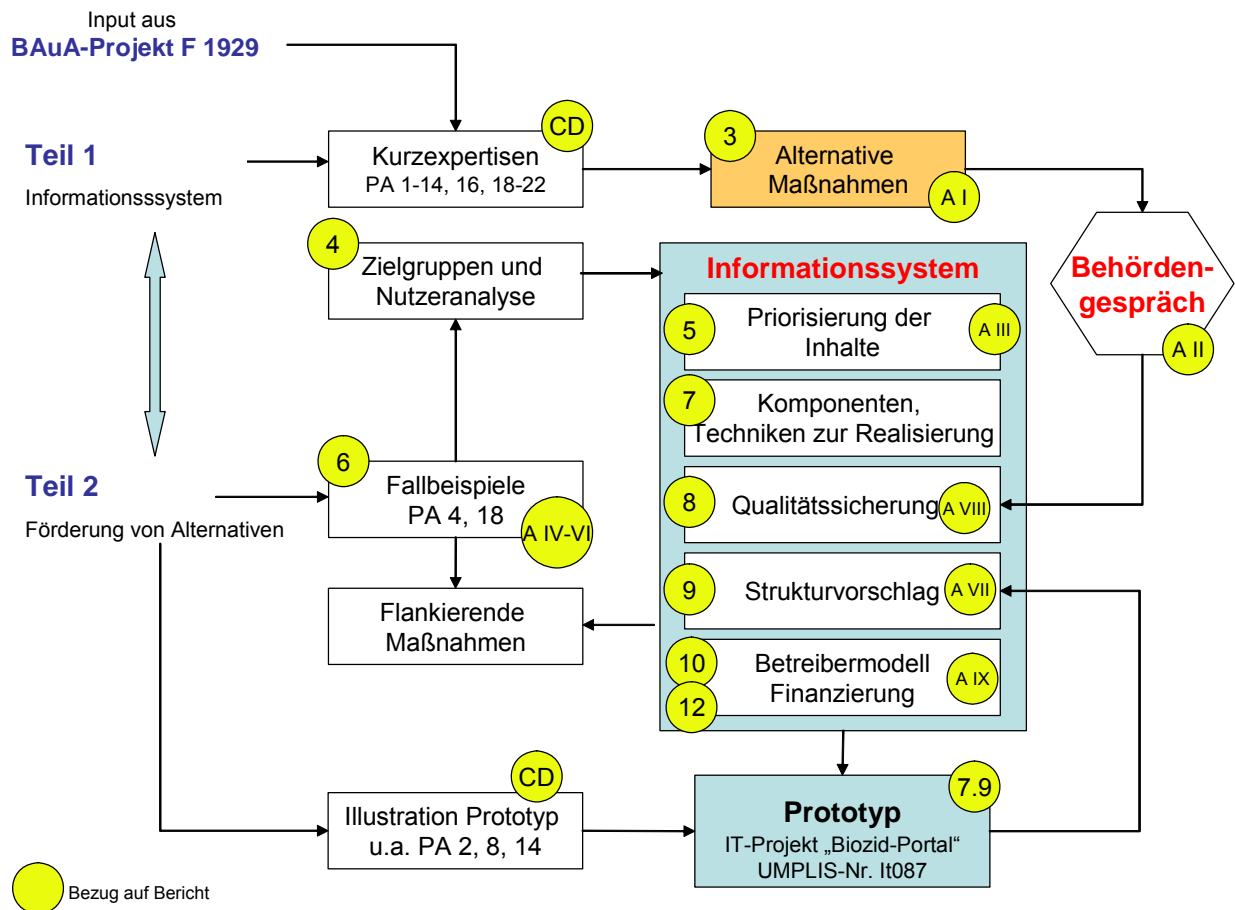 Input aus
BAuA-Projekt F 1929
Teil 1
Informationsssystem
CD
Kurzexpertisen
PA 1-14, 16, 18-22
3
Alternative
Maßnahmen
A I
Behörden-
gespräch
A II
4
Zielgruppen und
Nutzeranalyse
Informationssystem
5
Priorisierung der
Inhalte
A III
7
Komponenten,
Techniken zur Realisierung
8
Qualitätssicherung
A VIII
9
Strukturvorschlag
A VII
10
12
Betreibermodell
Finanzierung
A IX
Teil 2
Förderung von Alternativen
6
Fallbeispiele
PA 4, 18
A IV-VI
Flankierende
Maßnahmen
CD
Illustration Prototyp
u.a. PA 2, 8, 14
7.9
Prototyp
IT-Projekt „Biozid-Portal“
UMPLIS-Nr. It087
Bezug auf Bericht